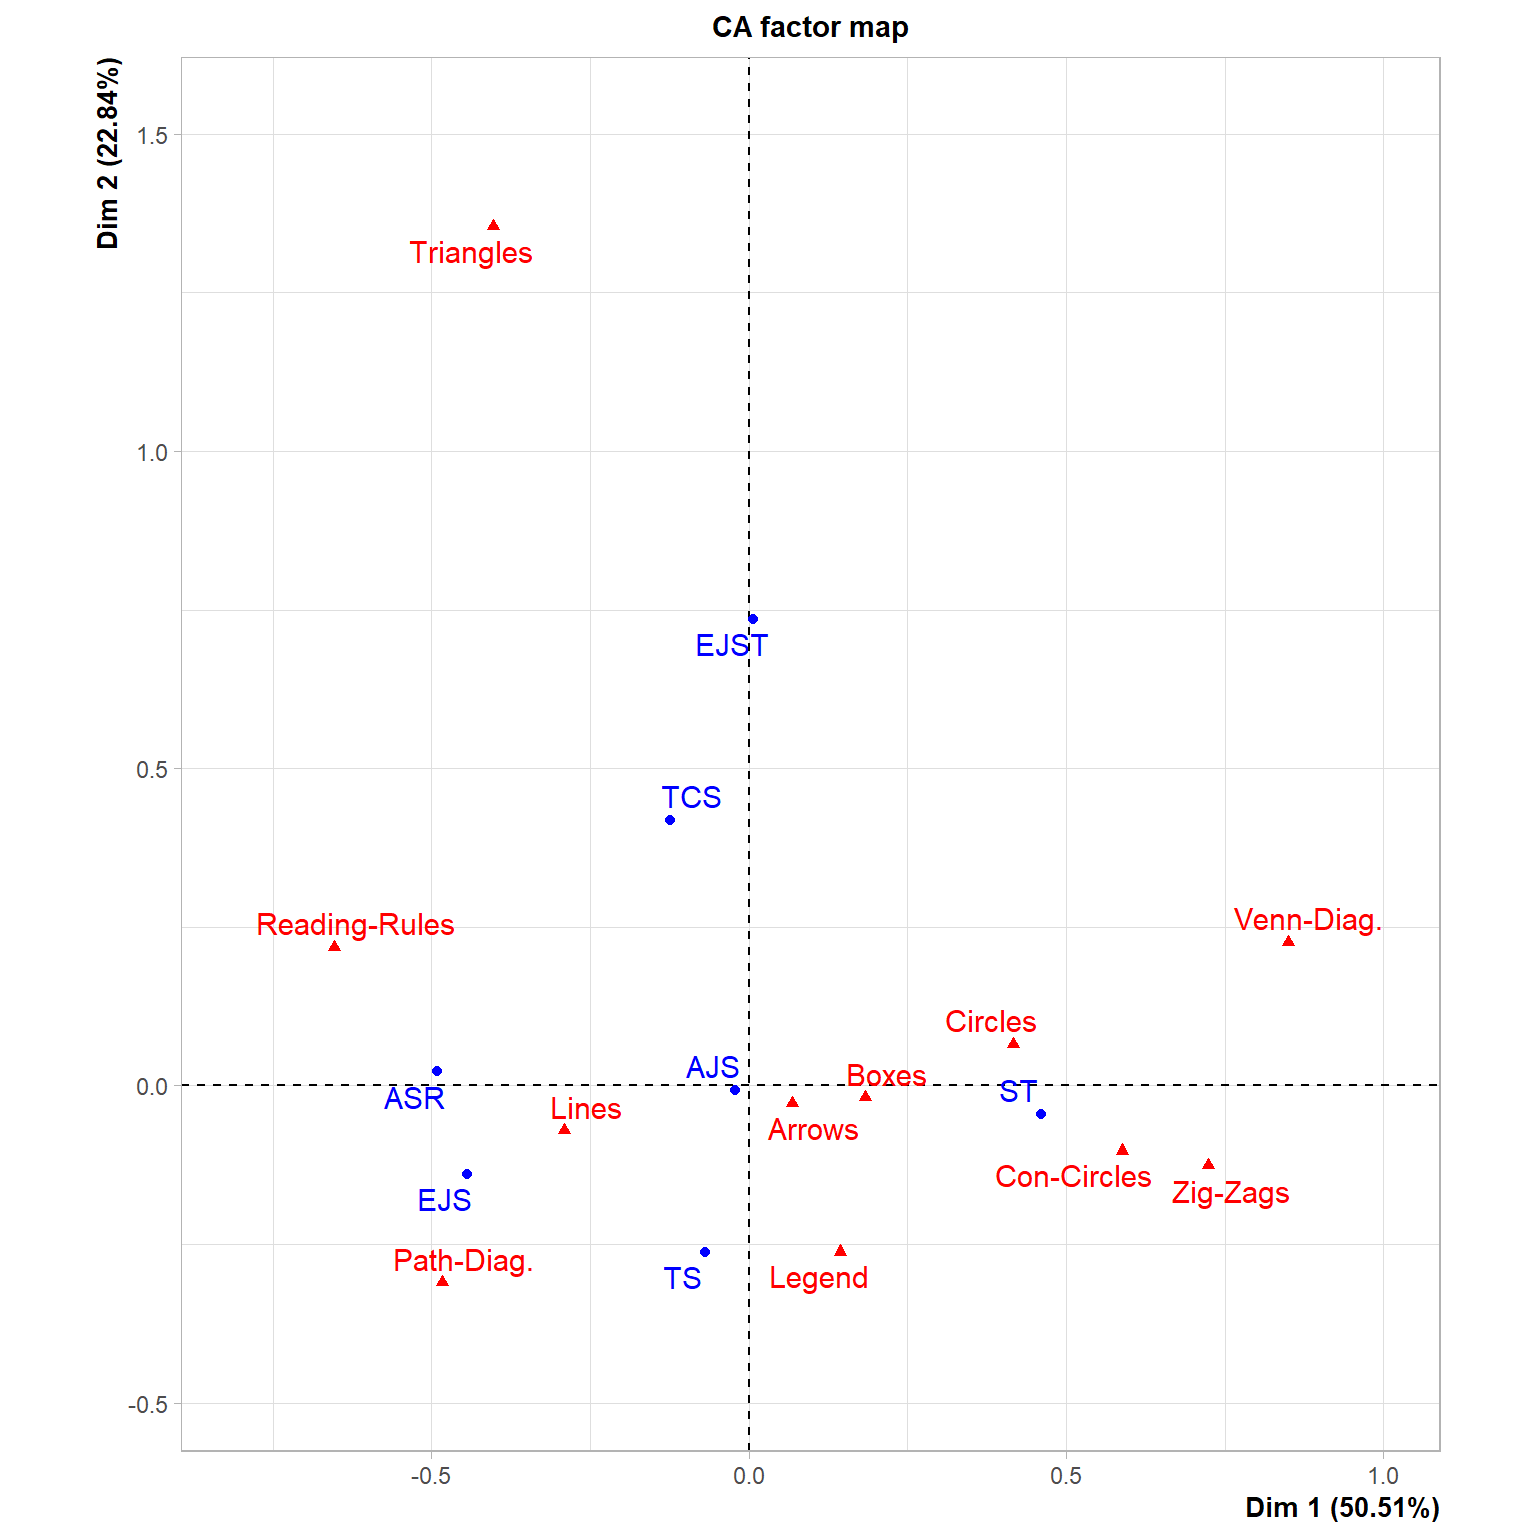 CA factor map
Dim 2 (22.84%)
1.5
Triangles
1.0
EJST
0.5
TCS
Reading-Rules
Venn-Diag.
Circles
AJS
Boxes
0.0
ST
ASR
Lines
Arrows
Con-Circles
Zig-Zags
EJS
Path-Diag.
TS
Legend
-0.5
-0.5 0.0 0.5 1.0
Dim 1 (50.51%)